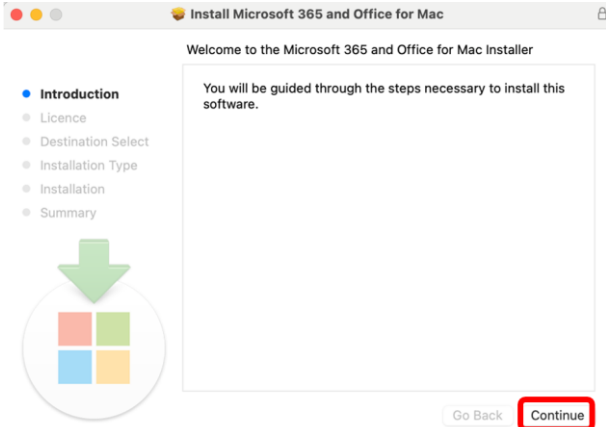 Install Microsoft 365 and Office for Mac
Welcome to the Microsoft 365 and Office for Mac Installer
Introduction
Licence
Destination Select
Installation Type
Installation
Summary
You will be guided through the steps necessary to install this
software.
Go Back
Continue